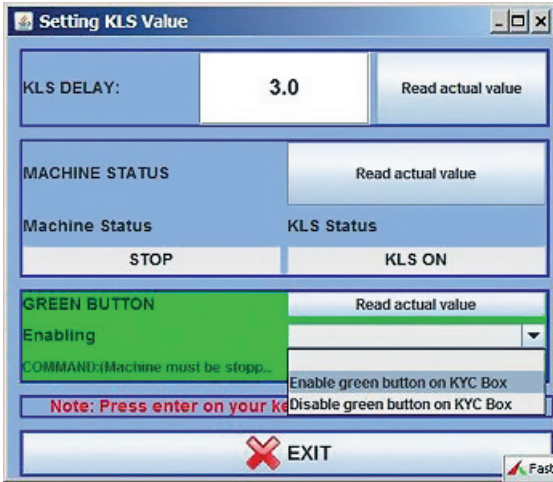 Setting KLS Value
KLS DELAY:
3.0
Read actual value
MACHINE STATUS
Read actual value
Machine Status
KLS Status
STOP
KLS ON
GREEN BUTTON
Read actual value
Enabling
COMMAND:(Machine must be stopp...
Enable green button on KYC Box
Disable green button on KYC Box
Note: Press enter on your ke
EXIT
Fast